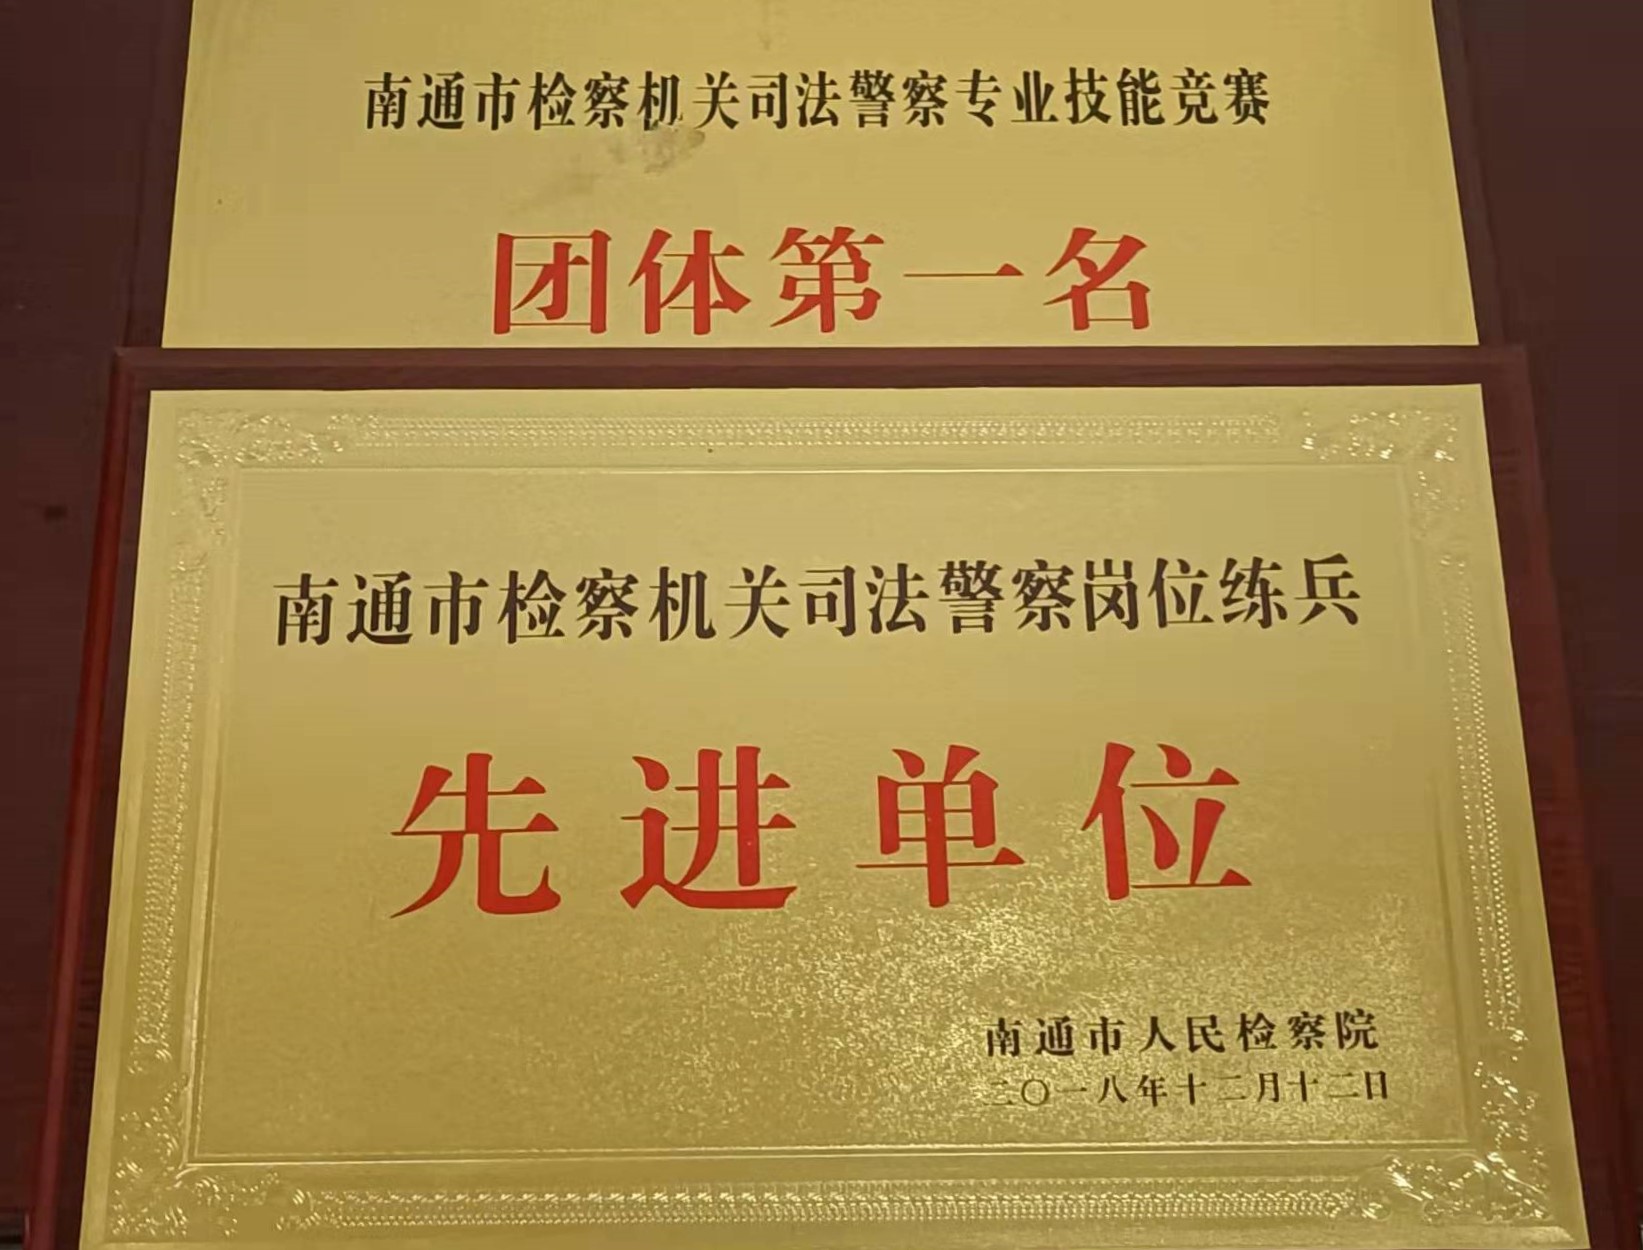 南通市检察机关司法警察专业技能竞赛
团体第一名
南通市检察机关司法警察岗位练兵
先进单位
南通市人民检察院
二〇一八年十二月十二日